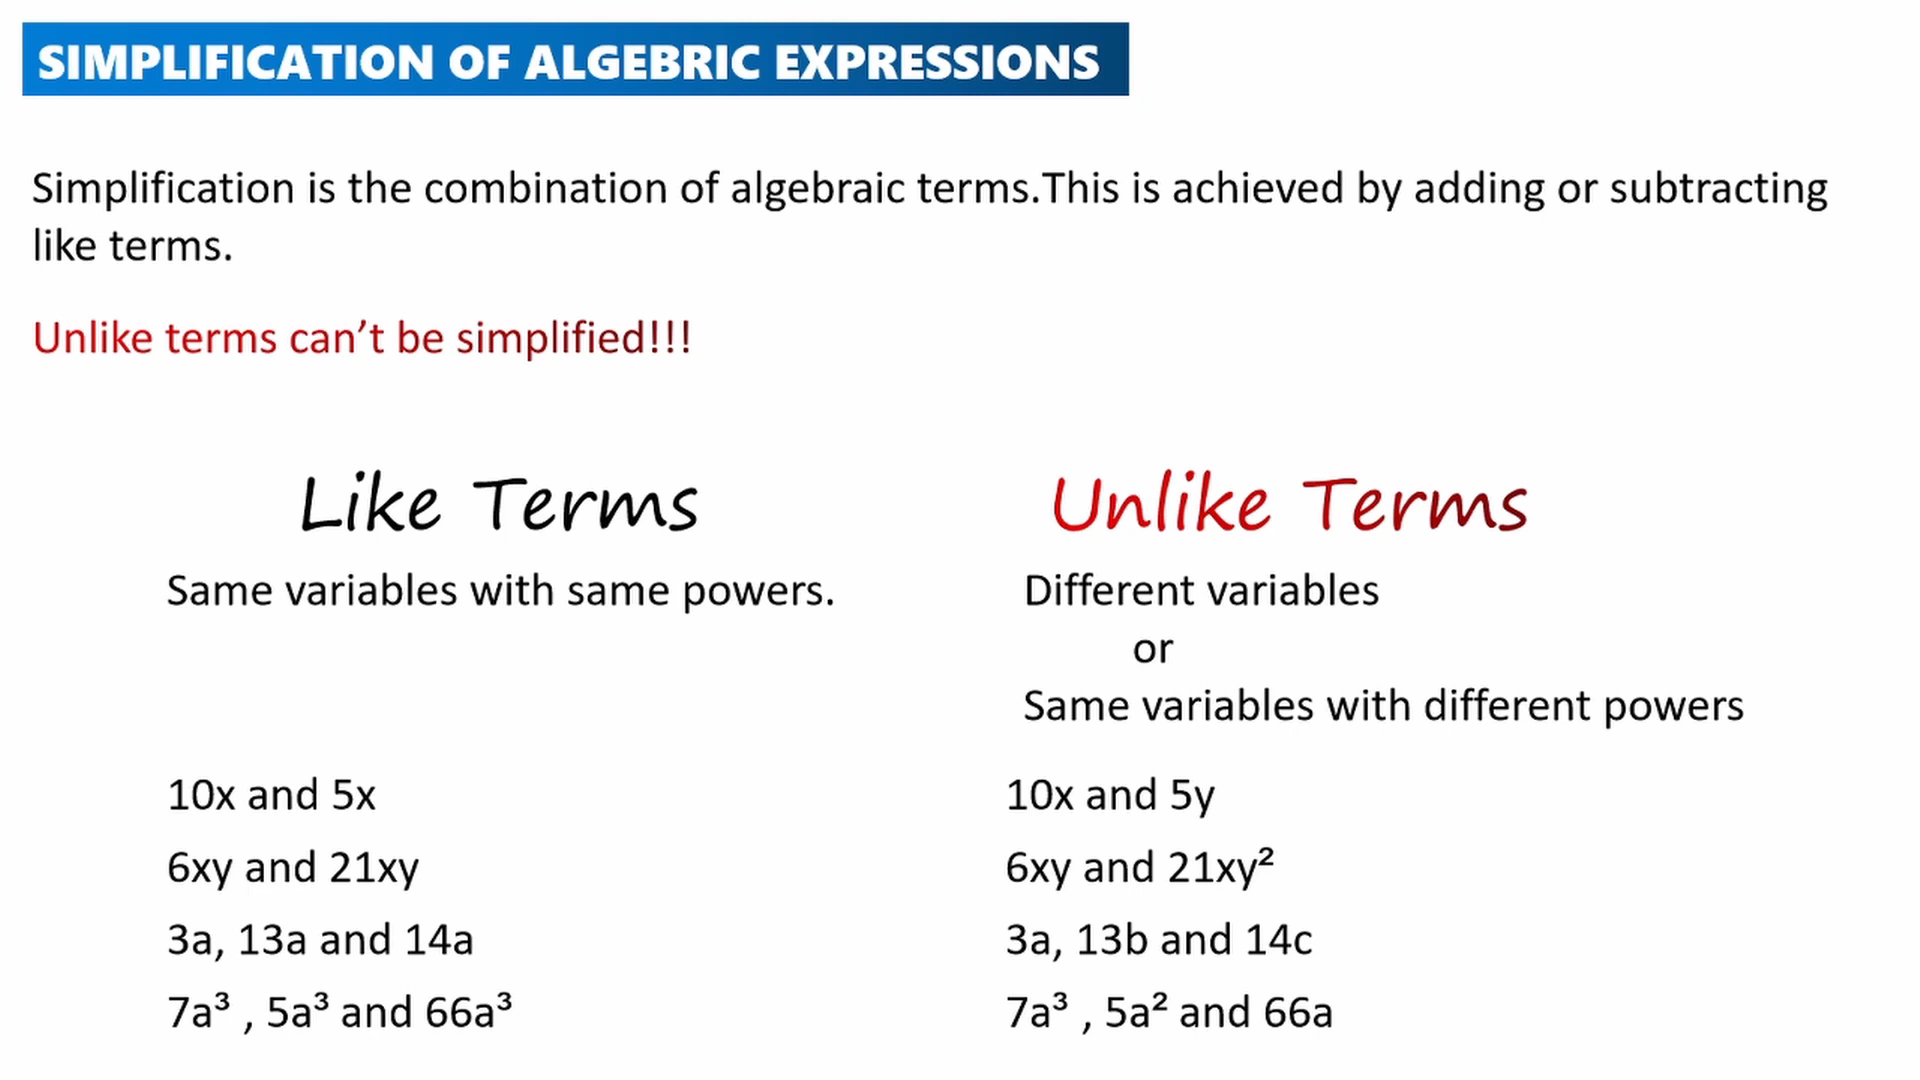 SIMPLIFICATION OF ALGEBRIC EXPRESSIONS
Simplification is the combination of algebraic terms.This is achieved by adding or subtracting
like terms.
Unlike terms can’t be simplified!!!
Like Terms
Same variables with same powers.
10x and 5x
6xy and 21xy
3a, 13a and 14a
7a³ , 5a³ and 66a³
Unlike Terms
Different variables
or
Same variables with different powers
10x and 5y
6xy and 21xy²
3a, 13b and 14c
7a³ , 5a² and 66a